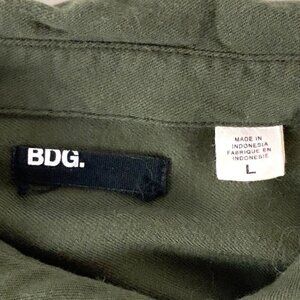 BDG.
MADE IN
INDONESIA
FABRIQUE EN
INDONESIE
L